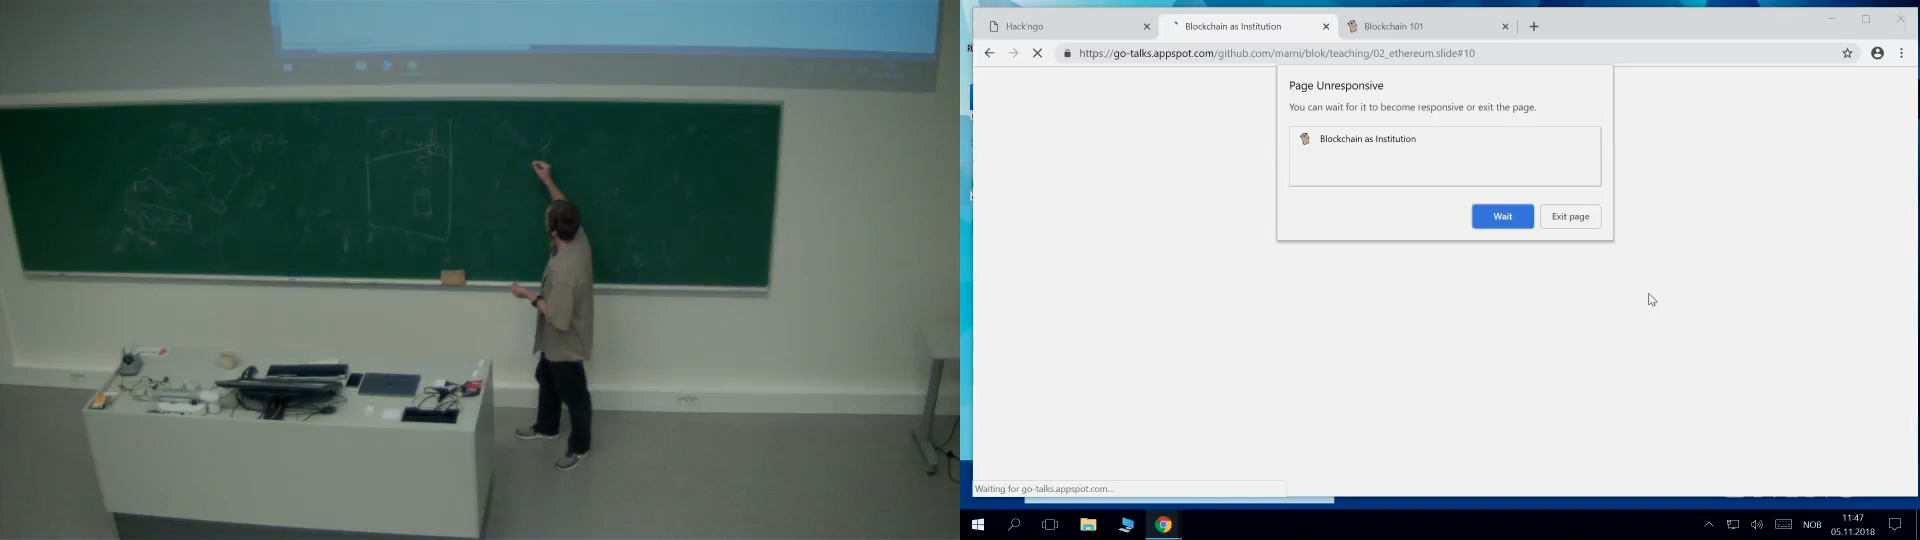 Hack'ngo
Blockchain as Institution
Blockchain 101
https://go-talks.appspot.com/github.com/marni/blok/teaching/02_ethereum.slide#10
Page Unresponsive
You can wait for it to become responsive or exit the page.
Blockchain as Institution
Wait
Exit page
Waiting for go-talks.appspot.com...
NOB
11:47
05.11.2018